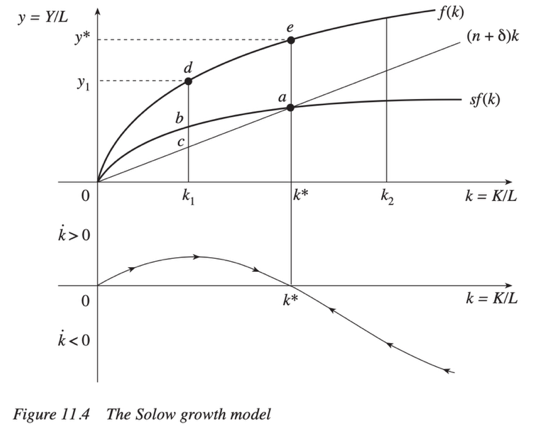 y = Y/L
f(k)
y*
e
(n + δ)k
d
y₁
a
sf(k)
b
c
0
k₁
k*
k₂
k = K/L
k̇ > 0
0
k*
k = K/L
k̇ < 0
Figure 11.4 The Solow growth model